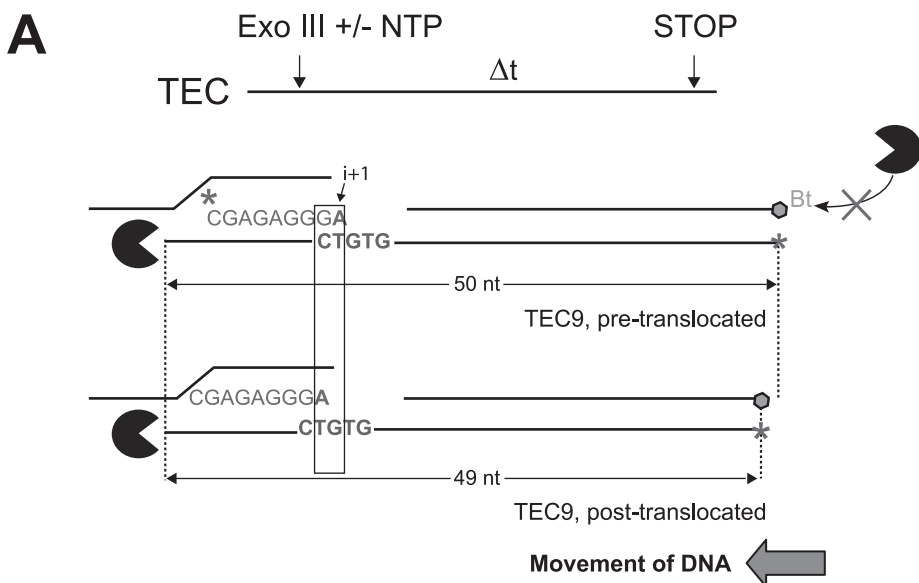 A
Exo III +/- NTP
STOP
Δt
TEC
i+1
Bt
*
CGAGAGGGA
CTGTG
*
50 nt
TEC9, pre-translocated
CGAGAGGGA
CTGTG
*
49 nt
TEC9, post-translocated
Movement of DNA